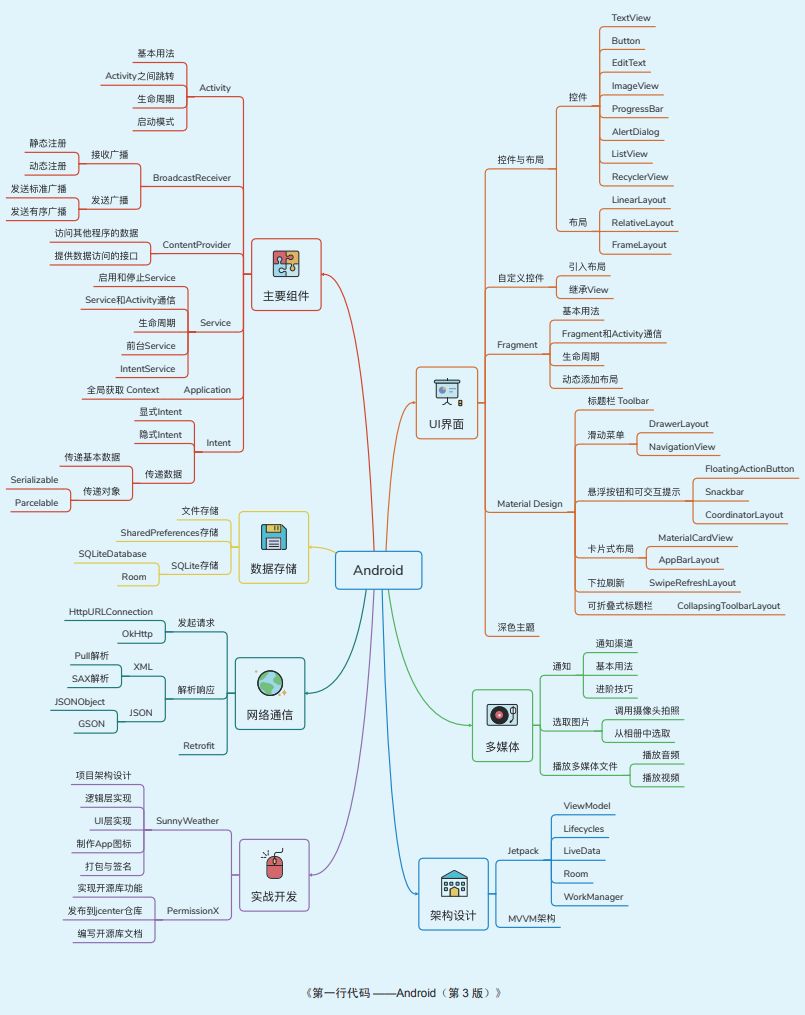 基本用法
Activity之间跳转
生命周期
启动模式
Activity
静态注册
动态注册
接收广播
发送标准广播
发送有序广播
发送广播
BroadcastReceiver
访问其他程序的数据
提供数据访问的接口
ContentProvider
启用和停止Service
Service和Activity通信
生命周期
前台Service
IntentService
Service
全局获取 Context
Application
显式Intent
隐式Intent
传递基本数据
Serializable
Parcelable
传递对象
传递数据
Intent
主要组件
文件存储
SharedPreferences存储
SQLiteDatabase
Room
SQLite存储
数据存储
HttpURLConnection
OkHttp
发起请求
Pull解析
SAX解析
XML
JSONObject
GSON
JSON
解析响应
Retrofit
网络通信
项目架构设计
逻辑层实现
UI层实现
制作App图标
打包与签名
SunnyWeather
实现开源库功能
发布到jcenter仓库
编写开源库文档
PermissionX
实战开发
Android
UI界面
控件与布局
控件
TextView
Button
EditText
ImageView
ProgressBar
AlertDialog
ListView
RecyclerView
布局
LinearLayout
RelativeLayout
FrameLayout
自定义控件
引入布局
继承View
Fragment
基本用法
Fragment和Activity通信
生命周期
动态添加布局
Material Design
标题栏 Toolbar
滑动菜单
DrawerLayout
NavigationView
悬浮按钮和可交互提示
FloatingActionButton
Snackbar
CoordinatorLayout
卡片式布局
MaterialCardView
AppBarLayout
下拉刷新
SwipeRefreshLayout
可折叠式标题栏
CollapsingToolbarLayout
深色主题
多媒体
通知
通知渠道
基本用法
进阶技巧
选取图片
调用摄像头拍照
从相册中选取
播放多媒体文件
播放音频
播放视频
架构设计
Jetpack
ViewModel
Lifecycles
LiveData
Room
WorkManager
MVVM架构
《第一行代码 ——Android（第 3 版）》